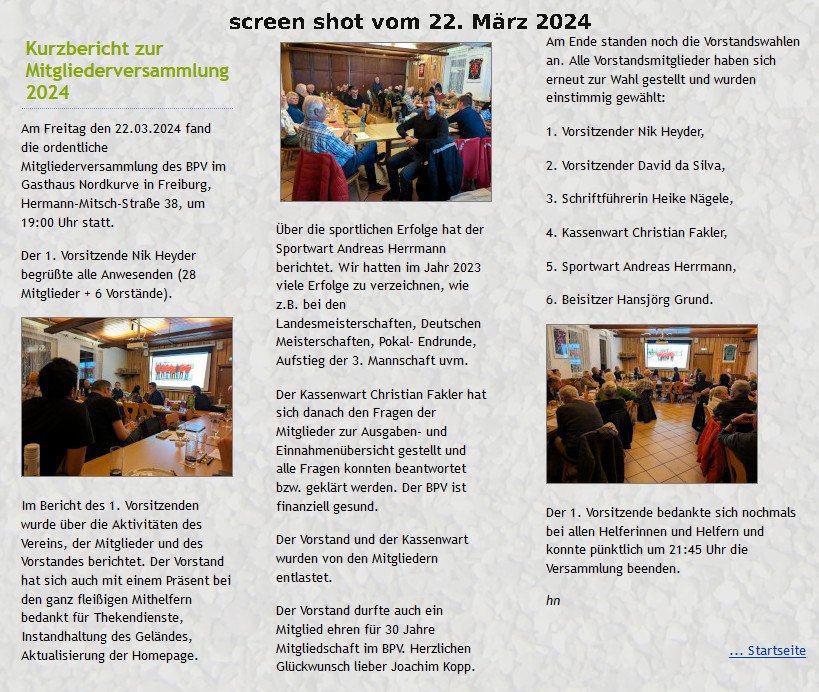 screen shot vom 22. März 2024
Kurzbericht zur
Mitgliederversammlung
2024
Am Freitag den 22.03.2024 fand
die ordentliche
Mitgliederversammlung des BPV im
Gasthaus Nordkurve in Freiburg,
Hermann-Mitsch-Straße 38, um
19:00 Uhr statt.
Der 1. Vorsitzende Nik Heyder
begrüßte alle Anwesenden (28
Mitglieder + 6 Vorstände).
Im Bericht des 1. Vorsitzenden
wurde über die Aktivitäten des
Vereins, der Mitglieder und des
Vorstandes berichtet. Der Vorstand
hat sich auch mit einem Präsent bei
den ganz fleißigen Mithelfern
bedankt für Thekendienste,
Instandhaltung des Geländes,
Aktualisierung der Homepage.
Über die sportlichen Erfolge hat der
Sportwart Andreas Herrmann
berichtet. Wir hatten im Jahr 2023
viele Erfolge zu verzeichnen, wie
z.B. bei den
Landesmeisterschaften, Deutschen
Meisterschaften, Pokal- Endrunde,
Aufstieg der 3. Mannschaft uvm.
Der Kassenwart Christian Fakler hat
sich danach den Fragen der
Mitglieder zur Ausgaben- und
Einnahmenübersicht gestellt und
alle Fragen konnten beantwortet
bzw. geklärt werden. Der BPV ist
finanziell gesund.
Der Vorstand und der Kassenwart
wurden von den Mitgliedern
entlastet.
Der Vorstand durfte auch ein
Mitglied ehren für 30 Jahre
Mitgliedschaft im BPV. Herzlichen
Glückwunsch lieber Joachim Kopp.
Am Ende standen noch die Vorstandswahlen
an. Alle Vorstandsmitglieder haben sich
erneut zur Wahl gestellt und wurden
einstimmig gewählt:
1. Vorsitzender Nik Heyder,
2. Vorsitzender David da Silva,
3. Schriftführerin Heike Nägele,
4. Kassenwart Christian Fakler,
5. Sportwart Andreas Herrmann,
6. Beisitzer Hansjörg Grund.
Der 1. Vorsitzende bedankte sich nochmals
bei allen Helferinnen und Helfern und
konnte pünktlich um 21:45 Uhr die
Versammlung beenden.
hn
... Startseite